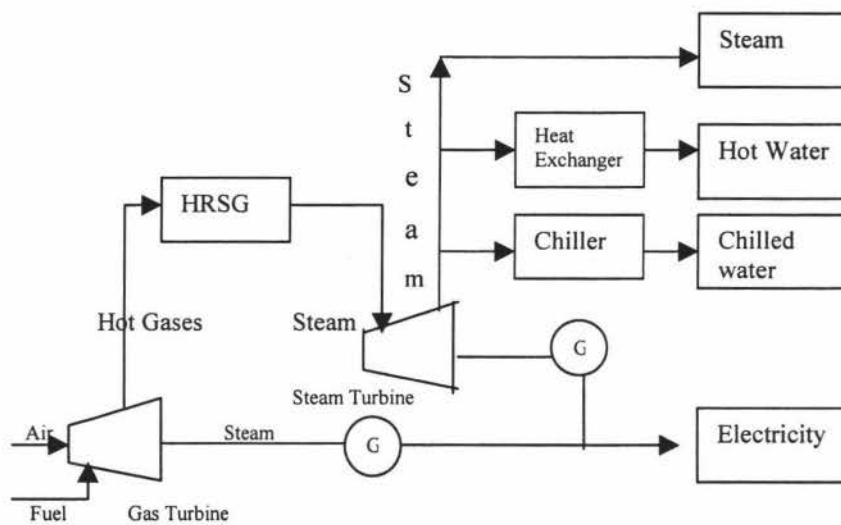 Steam
S
t
e
a
m
Heat
Exchanger
Hot Water
HRSG
Chiller
Chilled
water
Hot Gases
Steam
G
Steam Turbine
Air
Steam
G
Electricity
Fuel
Gas Turbine